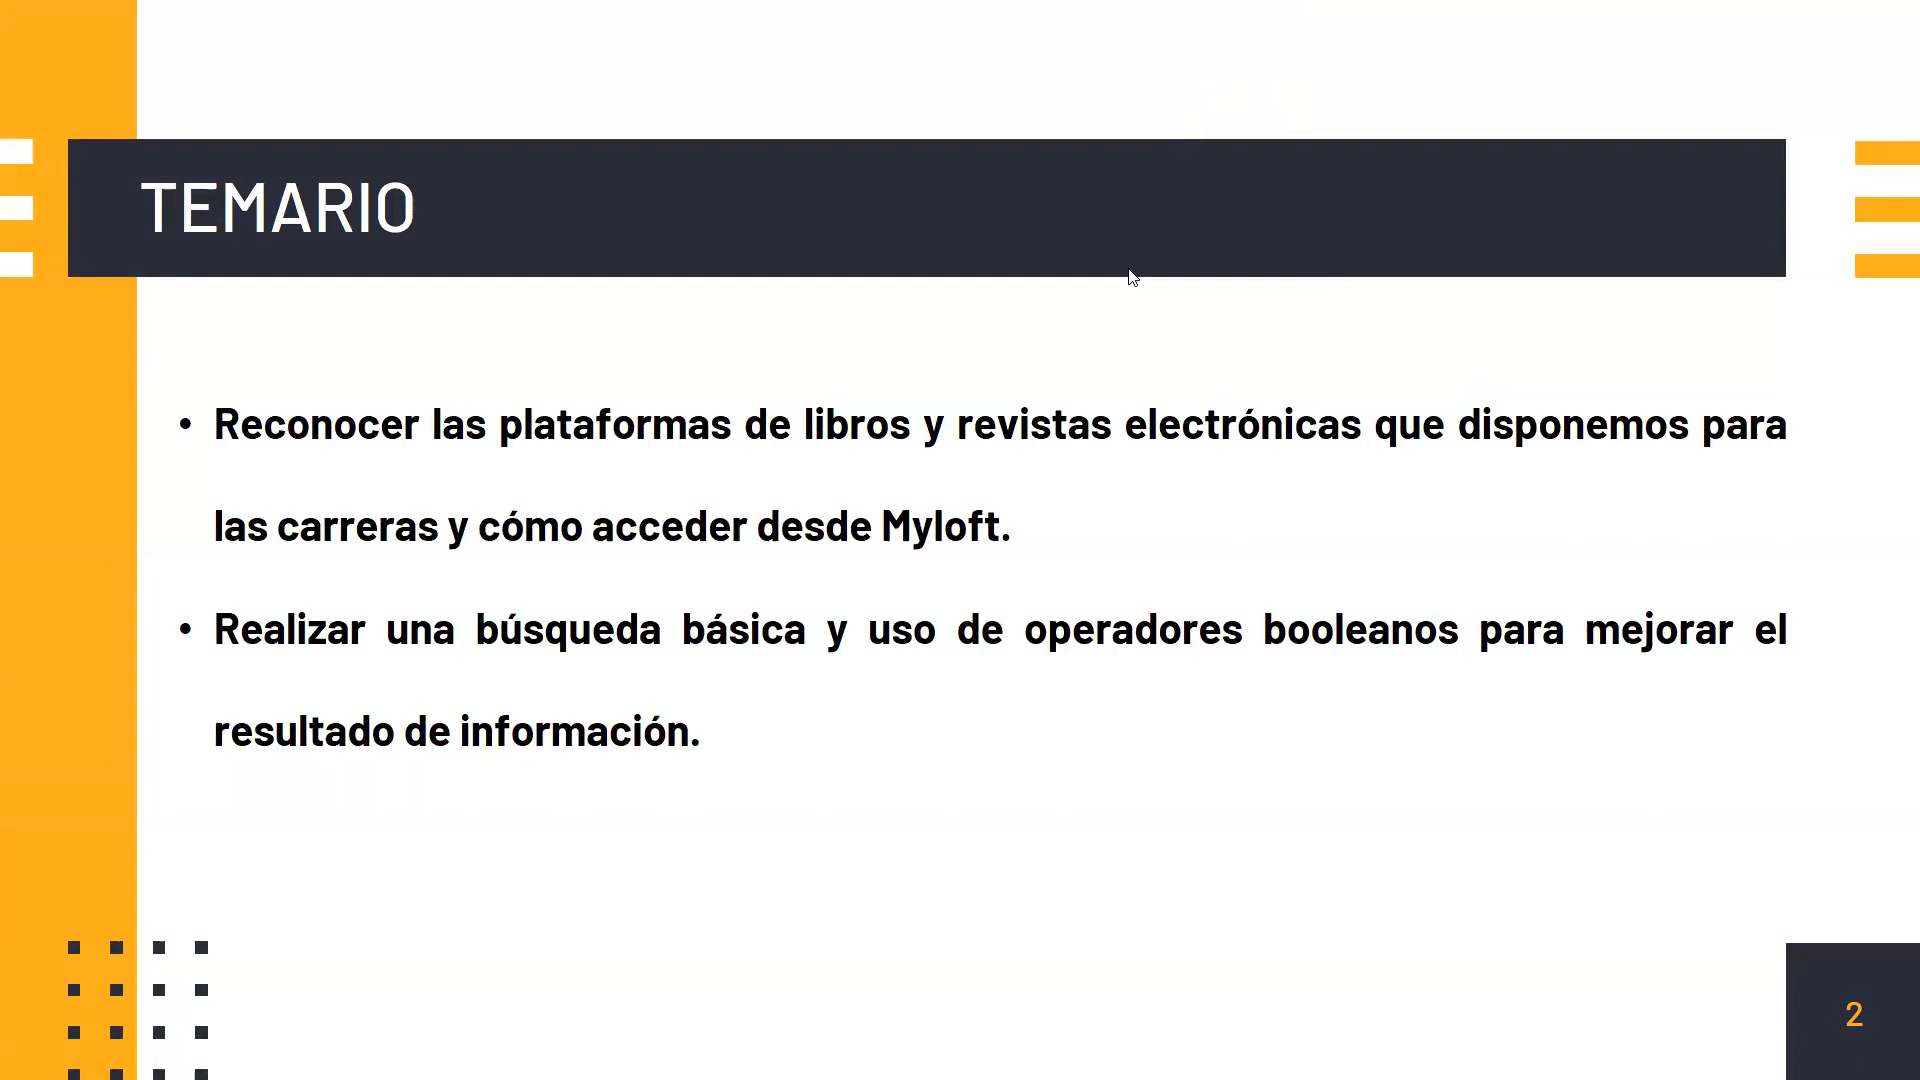 TEMARIO
• Reconocer las plataformas de libros y revistas electrónicas que disponemos para
las carreras y cómo acceder desde Myloft.
• Realizar una búsqueda básica y uso de operadores booleanos para mejorar el
resultado de información.
2